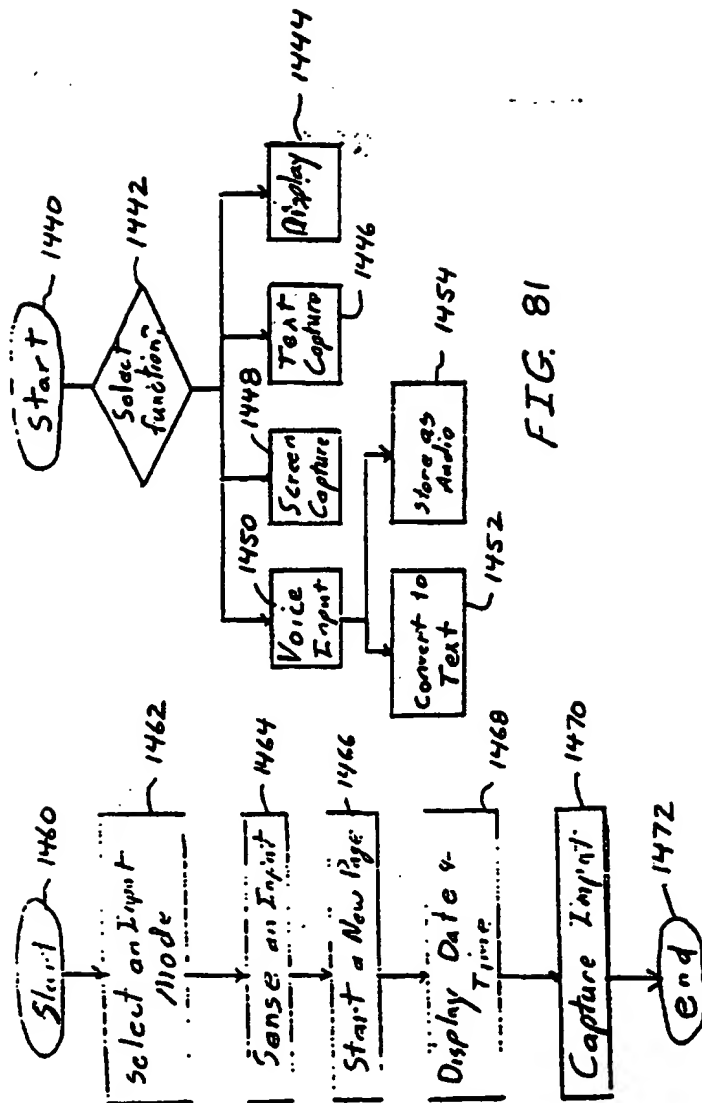 Start
1440
Select
function
1442
Voice
Input
1450
Screen
Capture
1448
Text
Capture
1446
Display
1444
Convert to
Text
1452
Store as
Audio
1454
FIG. 81
Start
1460
Select an Input
Mode
1462
Sense an Input
1464
Start a New Page
1466
Display Date &
Time
1468
Capture Input
1470
end
1472